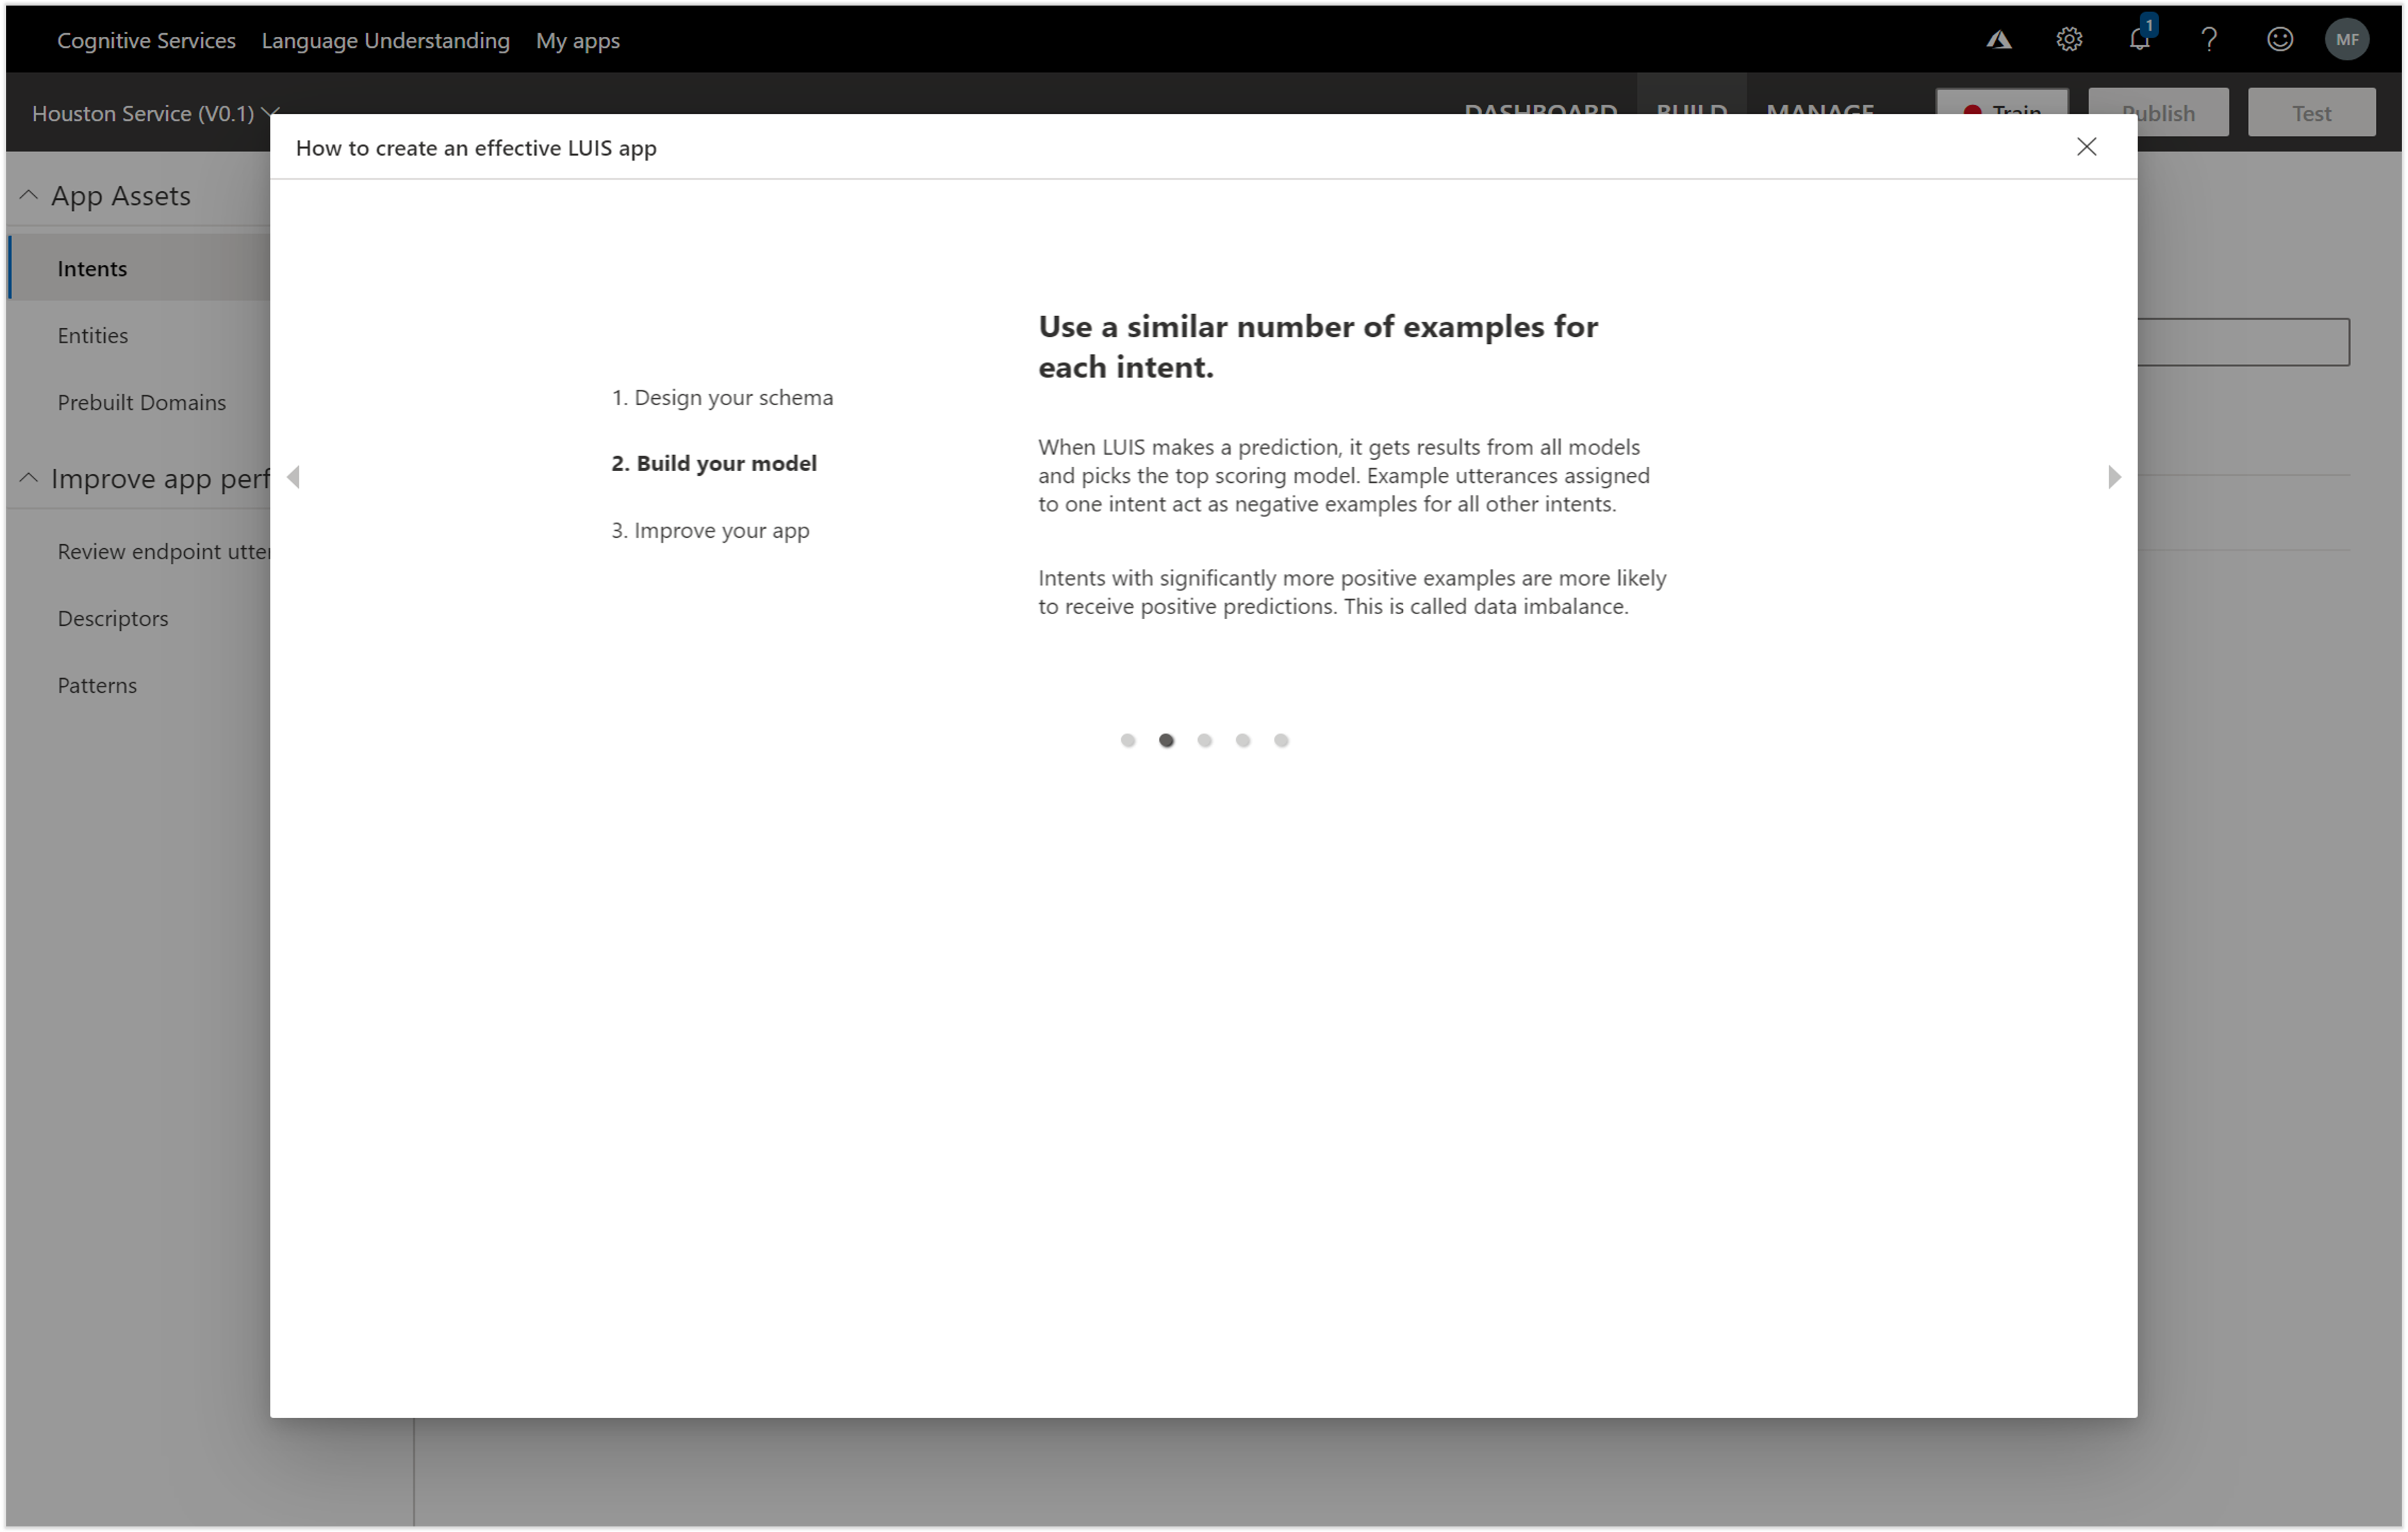 Cognitive Services Language Understanding My apps
1
MF
Houston Service (V0.1)
DASHBOARD BUILD MANAGE Train Publish Test
How to create an effective LUIS app
App Assets
Intents
Entities
Prebuilt Domains
Improve app perf
Review endpoint utter
Descriptors
Patterns
1. Design your schema
2. Build your model
3. Improve your app
Use a similar number of examples for
each intent.
When LUIS makes a prediction, it gets results from all models
and picks the top scoring model. Example utterances assigned
to one intent act as negative examples for all other intents.
Intents with significantly more positive examples are more likely
to receive positive predictions. This is called data imbalance.